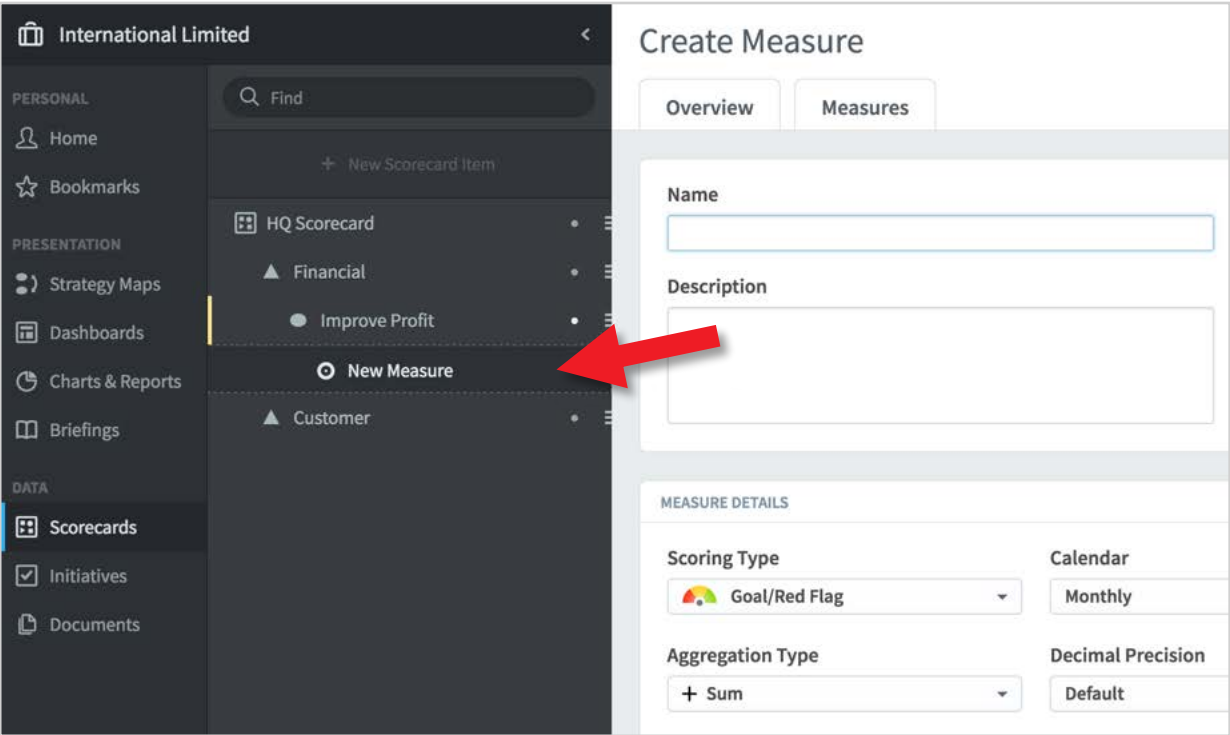 International Limited
PERSONAL
Home
Bookmarks
PRESENTATION
Strategy Maps
Dashboards
Charts & Reports
Briefings
DATA
Scorecards
Initiatives
Documents
Find
+ New Scorecard Item
HQ Scorecard
Financial
Improve Profit
New Measure
Customer
Create Measure
Overview
Measures
Name
Description
MEASURE DETAILS
Scoring Type
Calendar
Goal/Red Flag
Monthly
Aggregation Type
Decimal Precision
+ Sum
Default